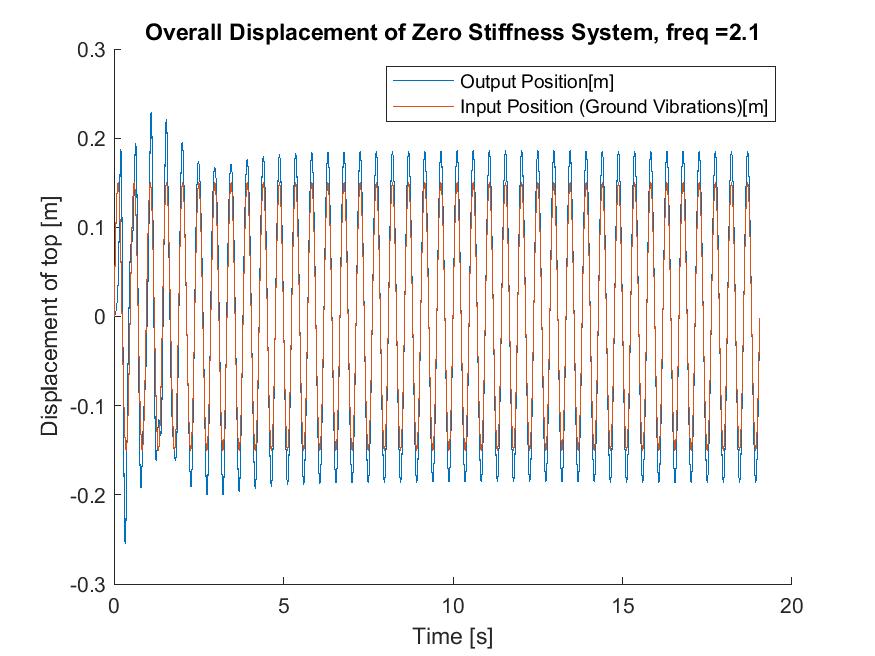 Overall Displacement of Zero Stiffness System, freq =2.1
0.3
Output Position[m]
Input Position (Ground Vibrations)[m]
0.2
0.1
0
-0.1
-0.2
-0.3
Displacement of top [m]
0 5 10 15 20
Time [s]